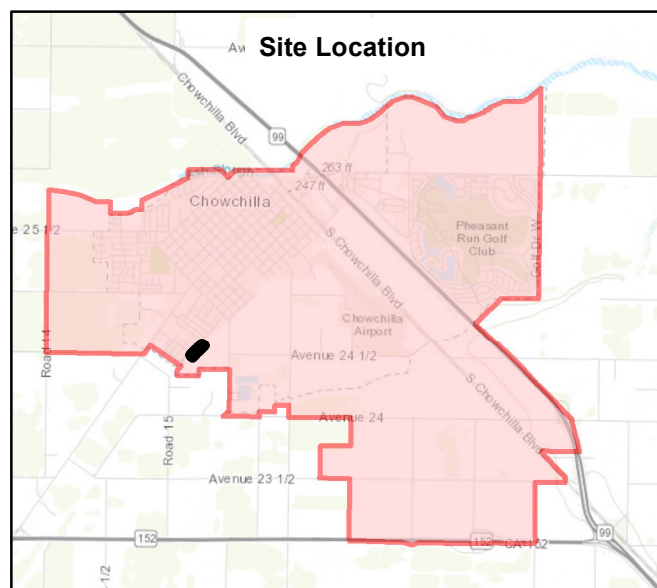 Av
Site Location
Chowchilla Blvd
99
263 ft
247 ft
Chowchilla
e 25 1/2
S Chowchilla Blvd
Pheasant
Run Golf
Club
Golf Dr W
Chowchilla
Airport
Road 14
Avenue 24 1/2
S Chowchilla Blvd
Avenue 24
Road 15
Avenue 23-1/2
152
152
CA-152
99
1/2